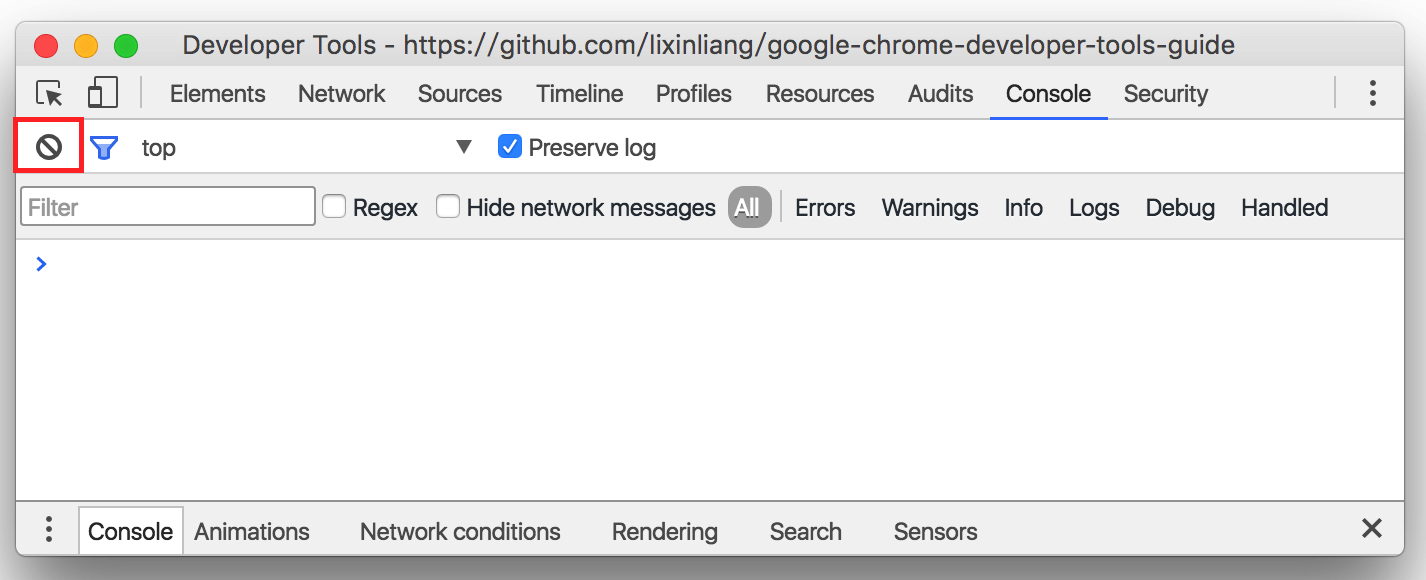 Developer Tools - https://github.com/lixinliang/google-chrome-developer-tools-guide
Elements Network Sources Timeline Profiles Resources Audits Console Security
top Preserve log
Filter Regex Hide network messages All Errors Warnings Info Logs Debug Handled
Console Animations Network conditions Rendering Search Sensors